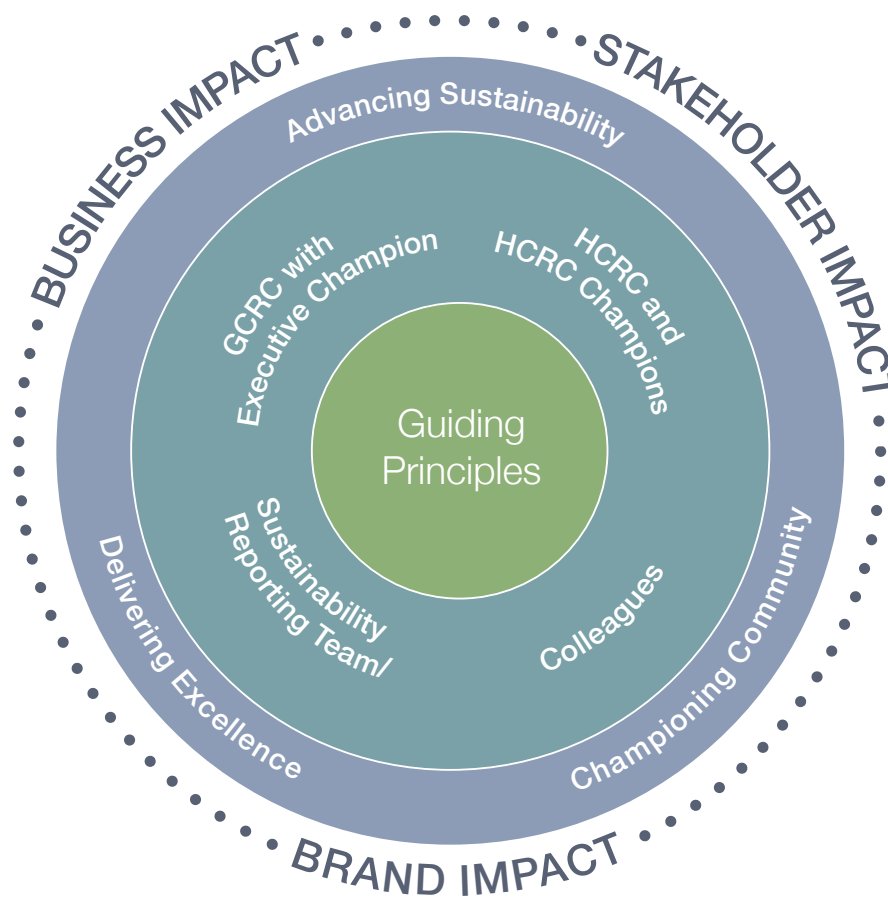 BUSINESS IMPACT
STAKEHOLDER IMPACT
Advancing Sustainability
GCRC with
Executive Champion
HCRC and
HCRC Champions
Guiding
Principles
Sustainability
Reporting Team/
Colleagues
Delivering Excellence
Championing Community
BRAND IMPACT